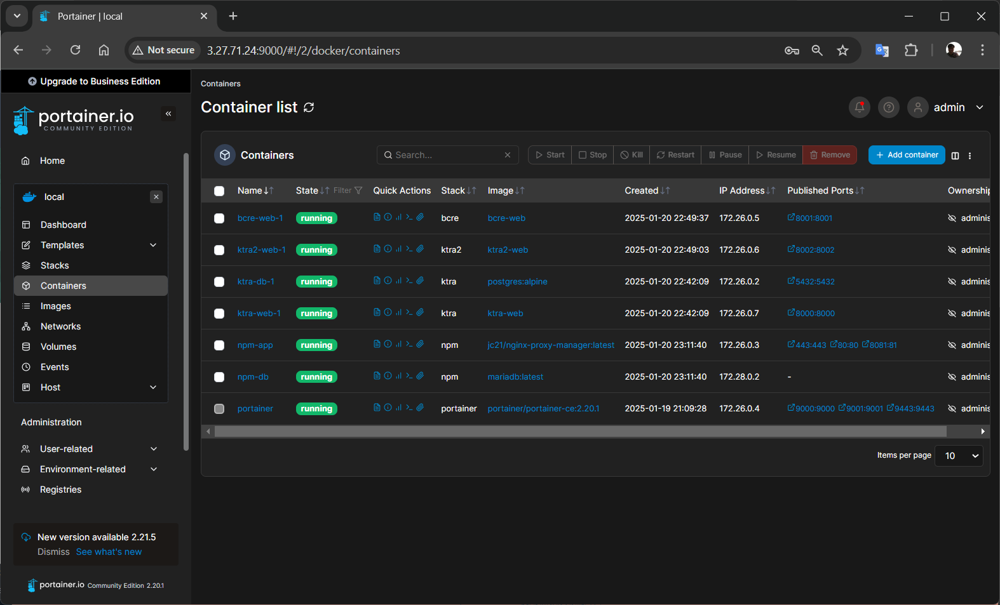 Portainer | local
Not secure
3.27.71.24:9000/#!/2/docker/containers
Upgrade to Business Edition
portainer.io
COMMUNITY EDITION
Home
local
Dashboard
Templates
Stacks
Containers
Images
Networks
Volumes
Events
Host
Administration
User-related
Environment-related
Registries
New version available 2.21.5
Dismiss See what's new
portainer.io Community Edition 2.20.1
Containers
Container list
admin
Containers Search... Start Stop Kill Restart Pause Resume Remove Add container
Name State Filter Quick Actions Stack Image Created IP Address Published Ports Ownership
bcre-web-1 running bcre bcre-web 2025-01-20 22:49:37 172.26.0.5 8001:8001 adminis
ktra2-web-1 running ktra2 ktra2-web 2025-01-20 22:49:03 172.26.0.6 8002:8002 adminis
ktra-db-1 running ktra postgres:alpine 2025-01-20 22:42:09 172.26.0.2 5432:5432 adminis
ktra-web-1 running ktra ktra-web 2025-01-20 22:42:09 172.26.0.7 8000:8000 adminis
npm-app running npm jc21/nginx-proxy-manager:latest 2025-01-20 23:11:40 172.26.0.3 443:443 80:80 8081:81 adminis
npm-db running npm mariadb:latest 2025-01-20 23:11:40 172.28.0.2 - adminis
portainer running portainer portainer/portainer-ce:2.20.1 2025-01-19 21:09:28 172.26.0.4 9000:9000 9001:9001 9443:9443 adminis
Items per page 10